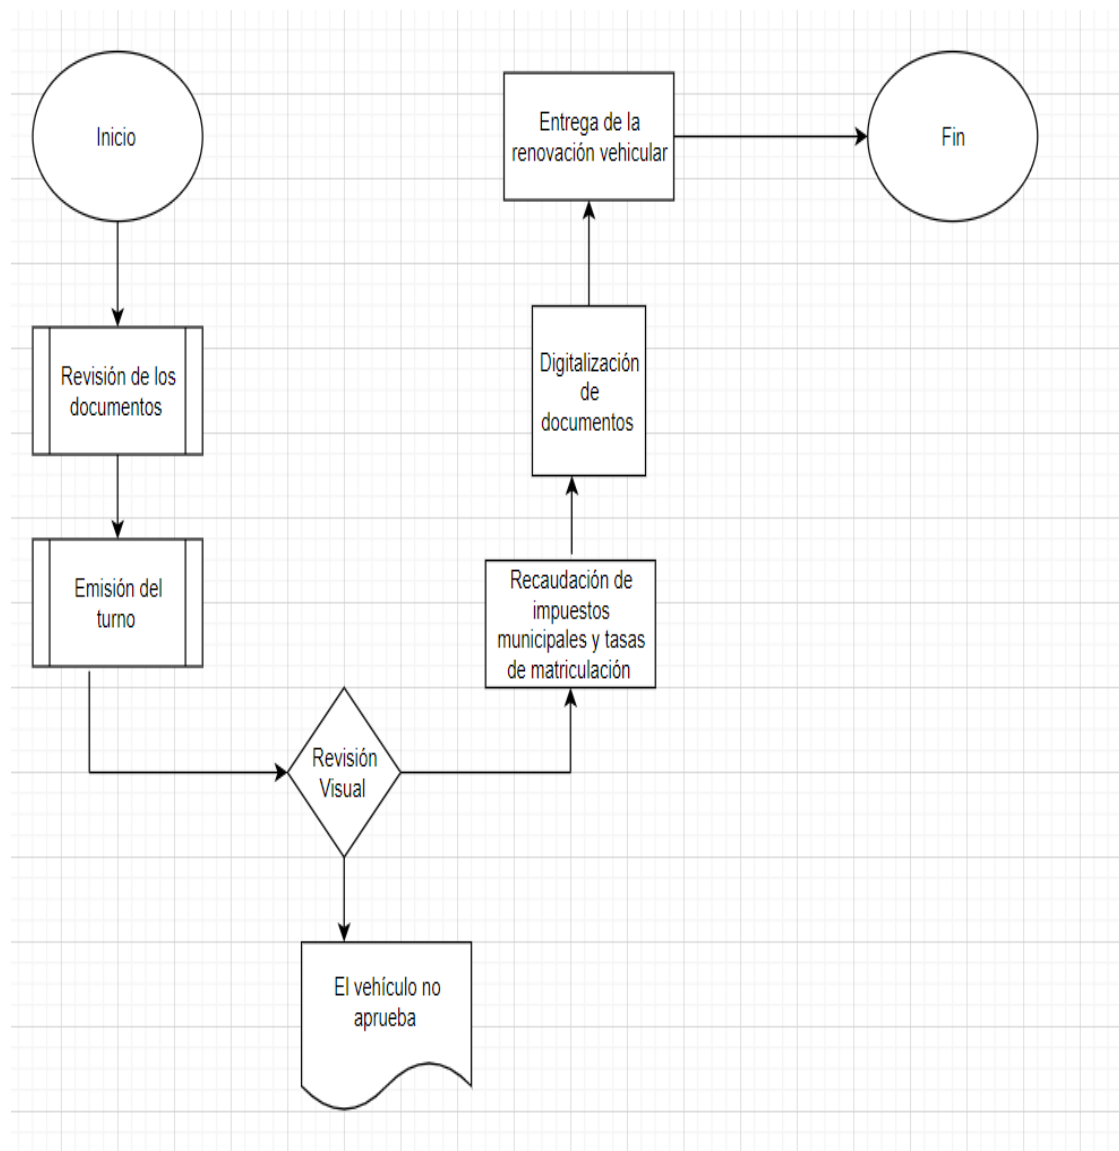 Inicio
Revisión de los
documentos
Emisión del
turno
Revisión
Visual
El vehículo no
aprueba
Recaudación de
impuestos
municipales y tasas
de matriculación
Digitalización
de
documentos
Entrega de la
renovación vehicular
Fin